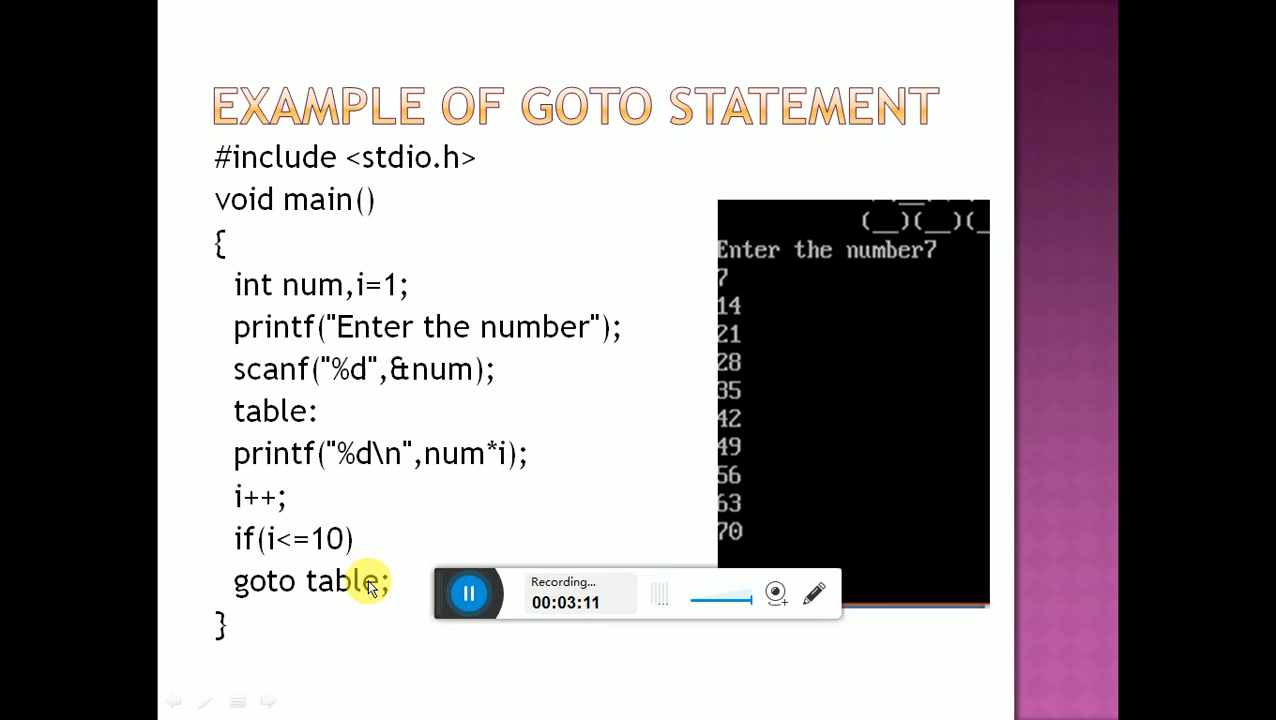 EXAMPLE OF GOTO STATEMENT
#include <stdio.h>
void main()
{
int num,i=1;
printf("Enter the number");
scanf("%d",&num);
table:
printf("%d\n",num*i);
i++;
if(i<=10)
goto table;
}
(__)(__)(_
Enter the number7
7
14
21
28
35
42
49
56
63
70
Recording...
00:03:11